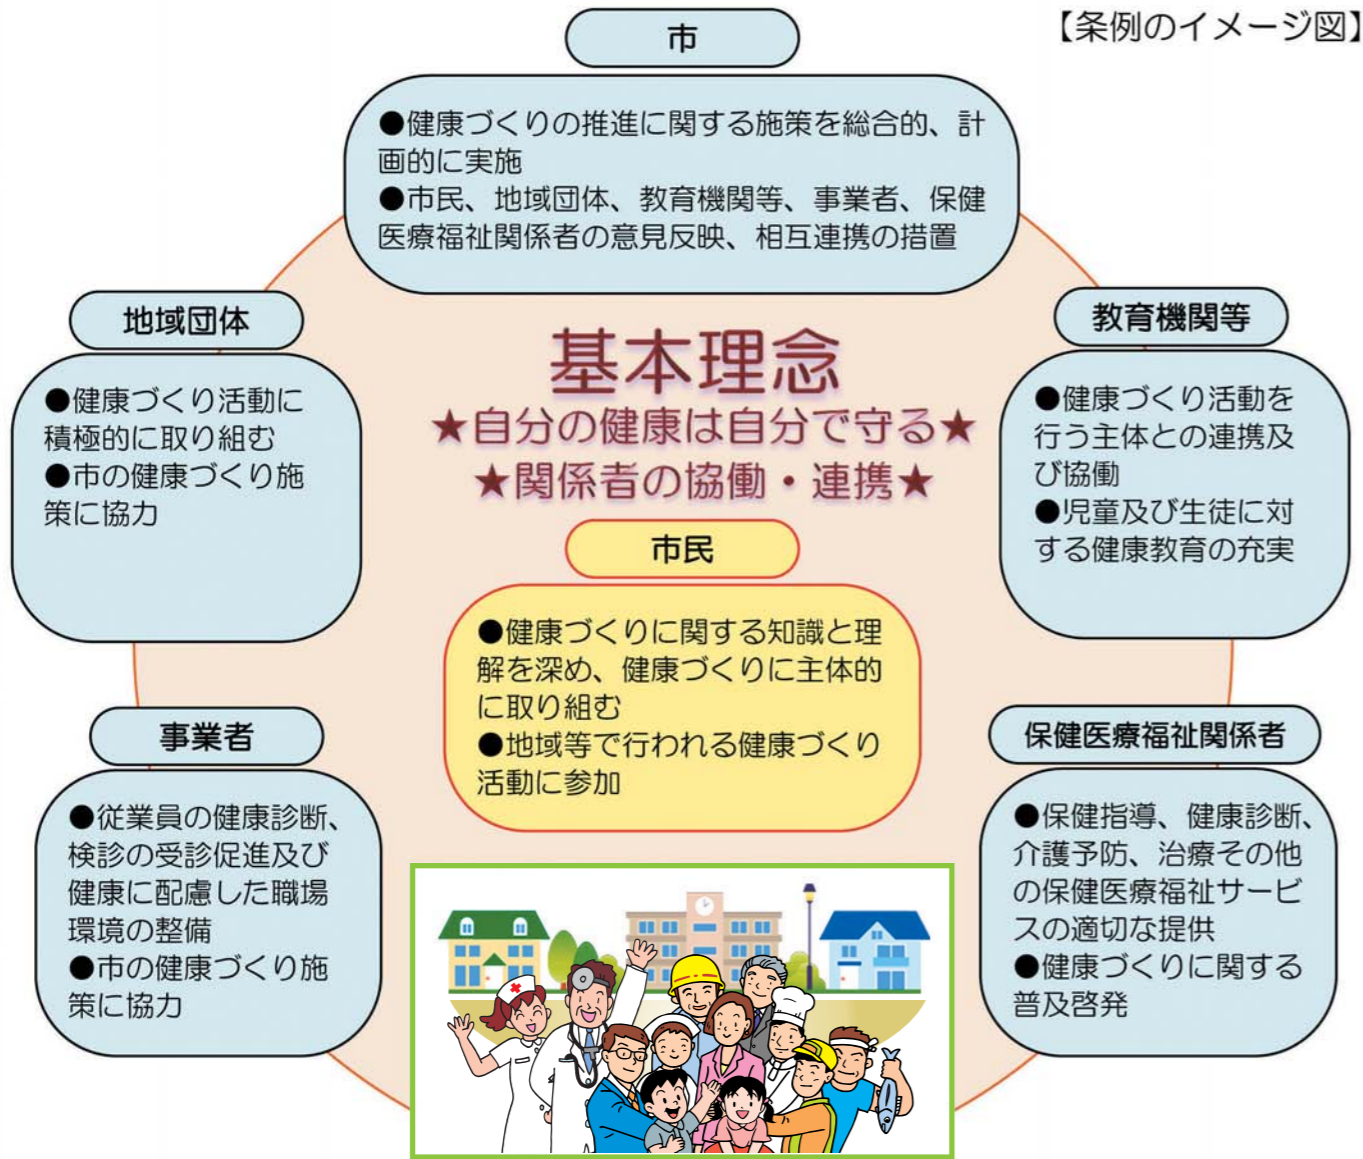 【条例のイメージ図】
市
●健康づくりの推進に関する施策を総合的、計
画的に実施
●市民、地域団体、教育機関等、事業者、保健
医療福祉関係者の意見反映、相互連携の措置
地域団体
●健康づくり活動に
積極的に取り組む
●市の健康づくり施
策に協力
教育機関等
●健康づくり活動を
行う主体との連携及
び協働
●児童及び生徒に対
する健康教育の充実
基本理念
★自分の健康は自分で守る★
★関係者の協働・連携★
市民
●健康づくりに関する知識と理
解を深め、健康づくりに主体的
に取り組む
●地域等で行われる健康づくり
活動に参加
事業者
●従業員の健康診断、
検診の受診促進及び
健康に配慮した職場
環境の整備
●市の健康づくり施
策に協力
保健医療福祉関係者
●保健指導、健康診断、
介護予防、治療その他
の保健医療福祉サービ
スの適切な提供
●健康づくりに関する
普及啓発